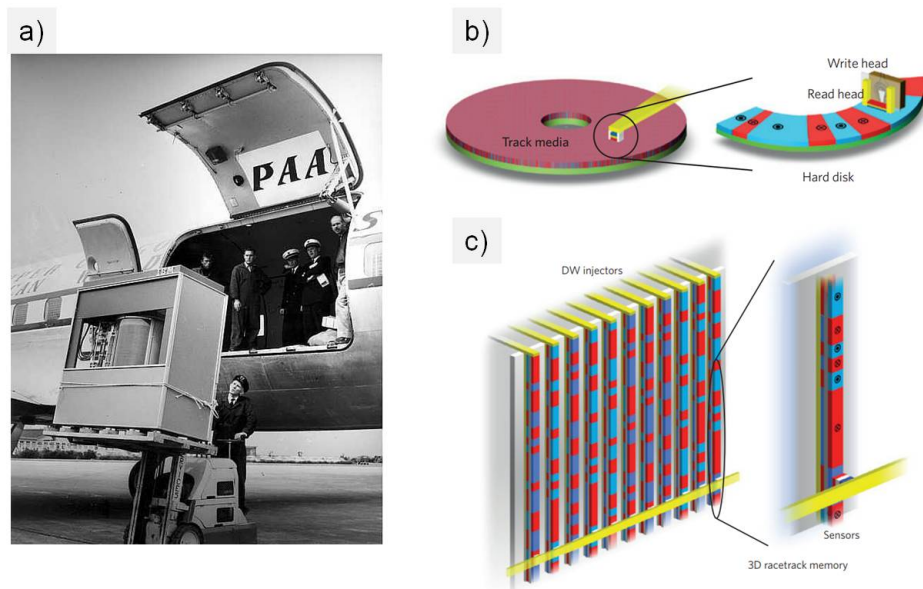 a)
PAA
b)
Write head
Read head
Track media
Hard disk
c)
DW injectors
Sensors
3D racetrack memory